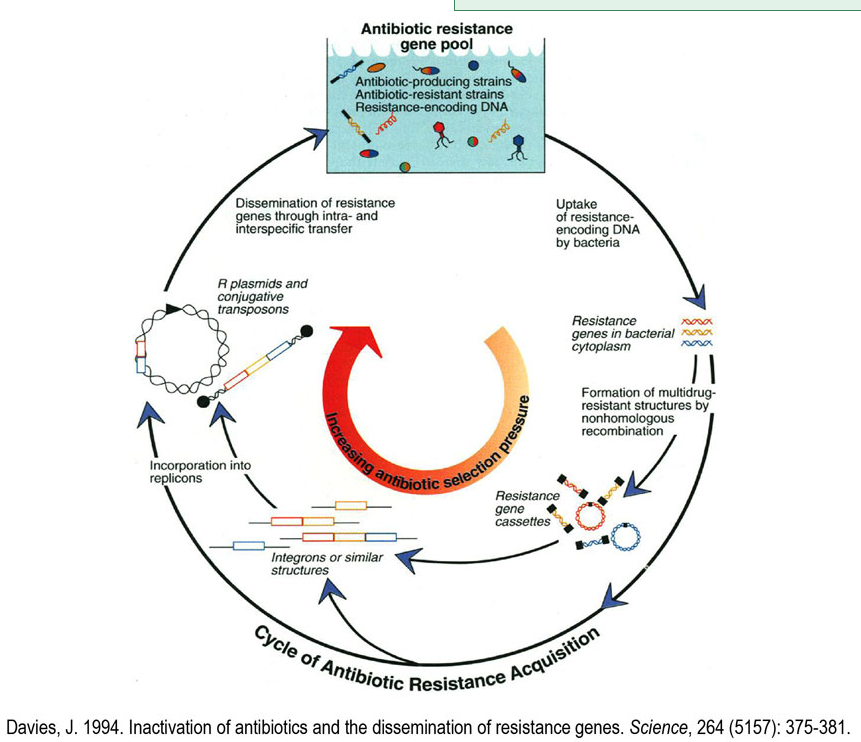 Antibiotic resistance
gene pool
Antibiotic-producing strains
Antibiotic-resistant strains
Resistance-encoding DNA
Dissemination of resistance
genes through intra- and
interspecific transfer
Uptake
of resistance-
encoding DNA
by bacteria
R plasmids and
conjugative
transposons
Resistance
genes in bacterial
cytoplasm
Increasing antibiotic selection pressure
Formation of multidrug-
resistant structures by
nonhomologous
recombination
Incorporation into
replicons
Resistance
gene
cassettes
Integrons or similar
structures
Cycle of Antibiotic Resistance Acquisition
Davies, J. 1994. Inactivation of antibiotics and the dissemination of resistance genes. Science, 264 (5157): 375-381.